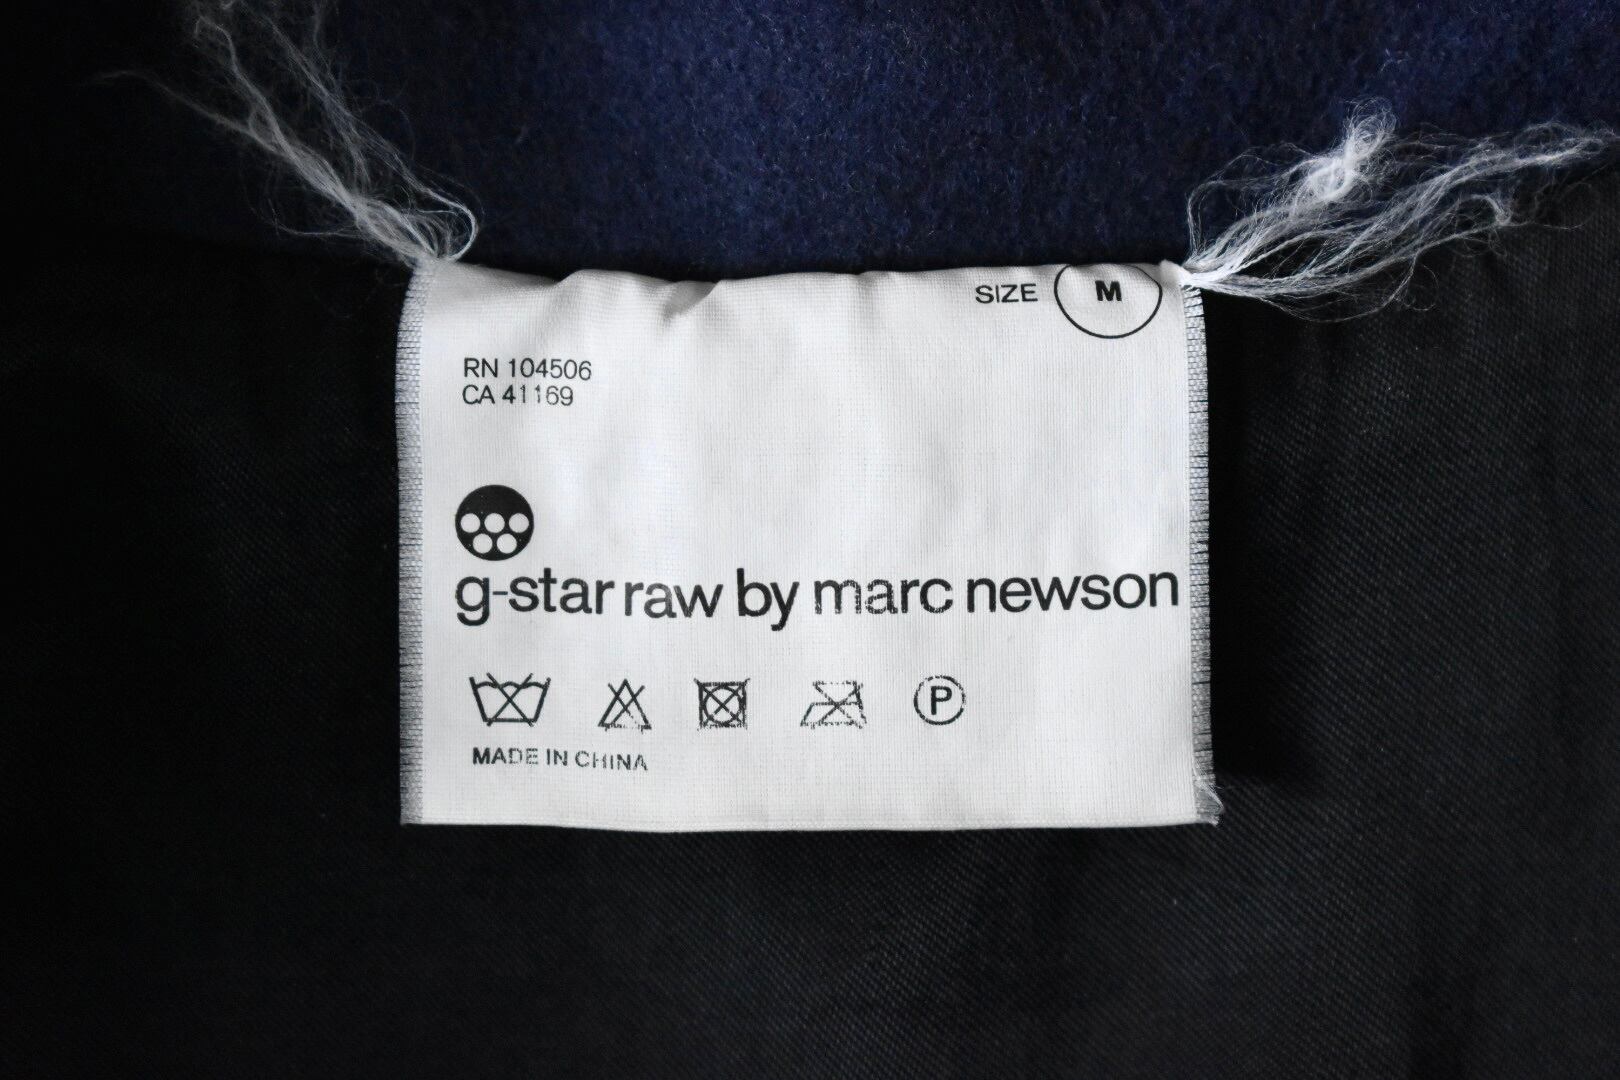 SIZE M
RN 104506
CA 41169
g-star raw by marc newson
P
MADE IN CHINA